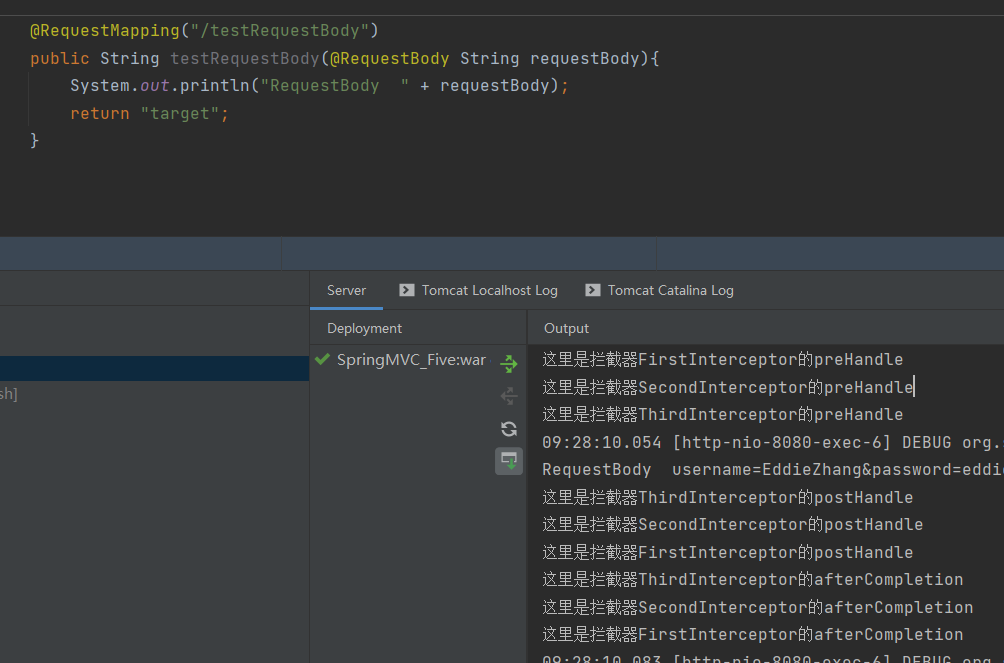 @RequestMapping("/testRequestBody")
public String testRequestBody(@RequestBody String requestBody){
System.out.println("RequestBody  " + requestBody);
return "target";
}
Server
Tomcat Localhost Log
Tomcat Catalina Log
Deployment
Output
SpringMVC_Five:war
sh]
这里是拦截器FirstInterceptor的preHandle
这里是拦截器SecondInterceptor的preHandle
这里是拦截器ThirdInterceptor的preHandle
09:28:10.054 [http-nio-8080-exec-6] DEBUG org.
RequestBody  username=EddieZhang&password=eddi
这里是拦截器ThirdInterceptor的postHandle
这里是拦截器SecondInterceptor的postHandle
这里是拦截器FirstInterceptor的postHandle
这里是拦截器ThirdInterceptor的afterCompletion
这里是拦截器SecondInterceptor的afterCompletion
这里是拦截器FirstInterceptor的afterCompletion
09:28:10.083 [http-nio-8080-exec-6] DEBUG org